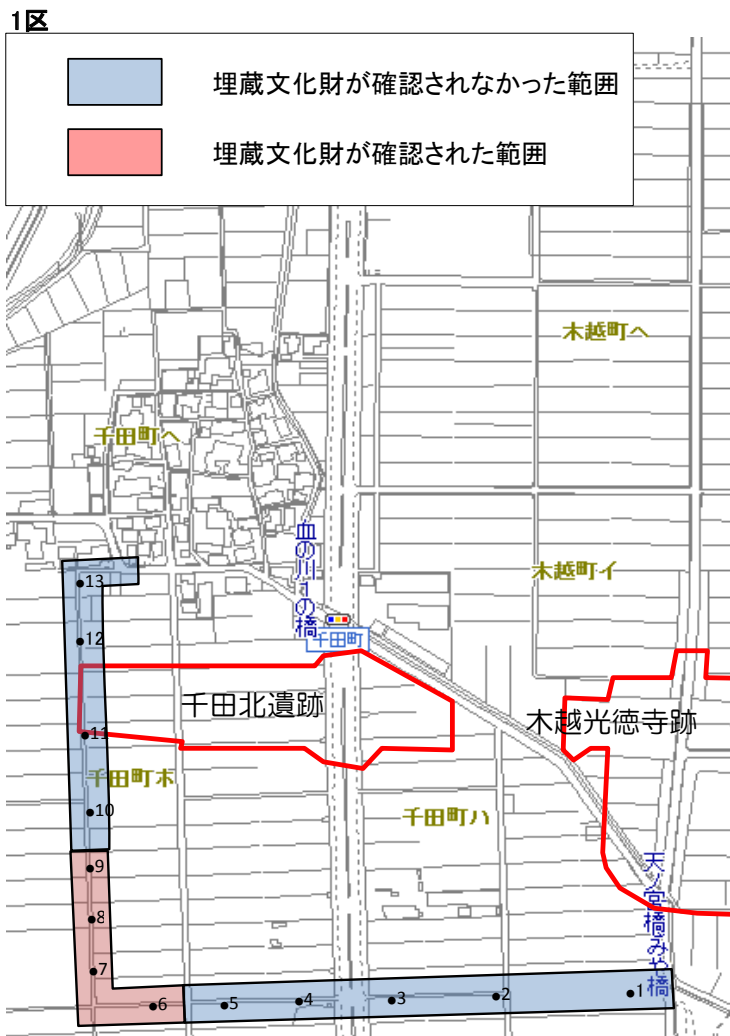 1区
埋蔵文化財が確認されなかった範囲
埋蔵文化財が確認された範囲
木越町へ
千田町へ
血の川1の橋
木越町イ
13
千田町
12
千田北遺跡
木越光徳寺跡
11
千田町ホ
10
千田町ハ
9
天ノ宮橋みや橋
8
7
6
5
4
3
2
1